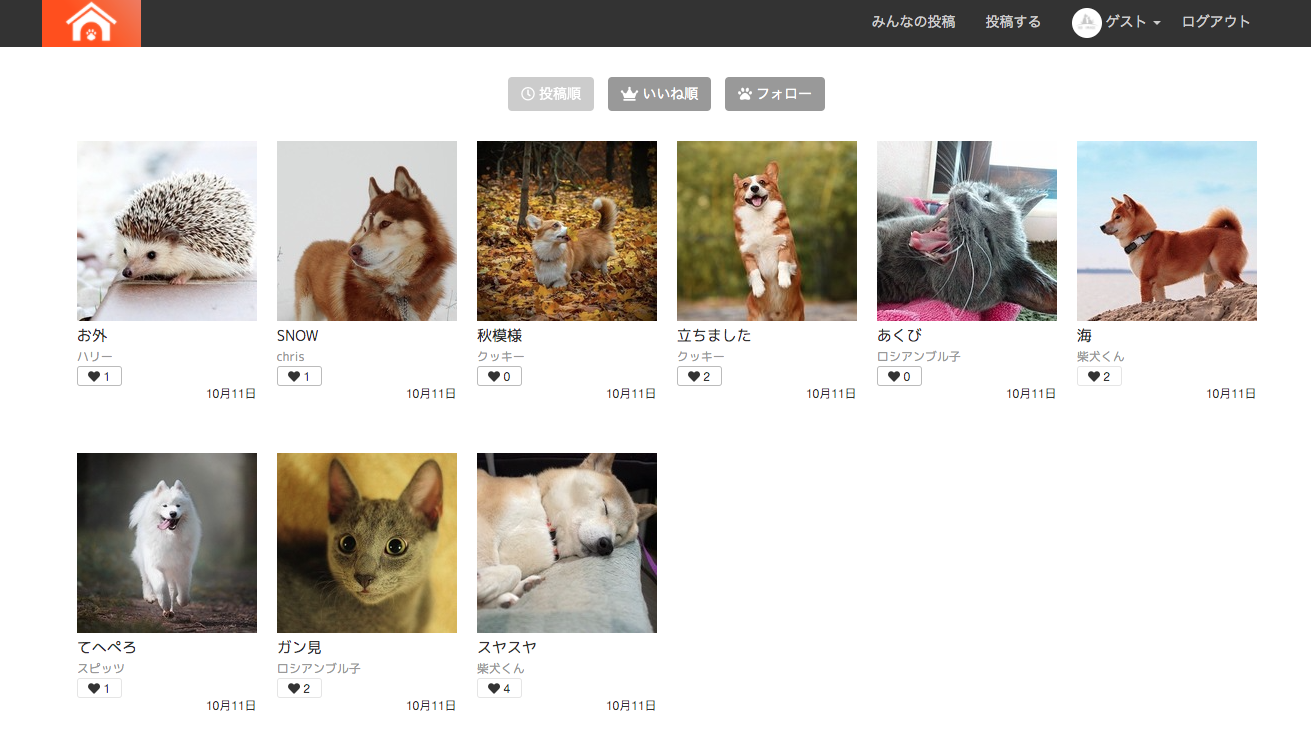 みんなの投稿 投稿する ゲスト ログアウト
投稿順 いいね順 フォロー
お外
ハリー
1
10月11日
SNOW
chris
1
10月11日
秋模様
クッキー
0
10月11日
立ちました
クッキー
2
10月11日
あくび
ロシアンブル子
0
10月11日
海
柴犬くん
2
10月11日
てへぺろ
スピッツ
1
10月11日
ガン見
ロシアンブル子
2
10月11日
スヤスヤ
柴犬くん
4
10月11日